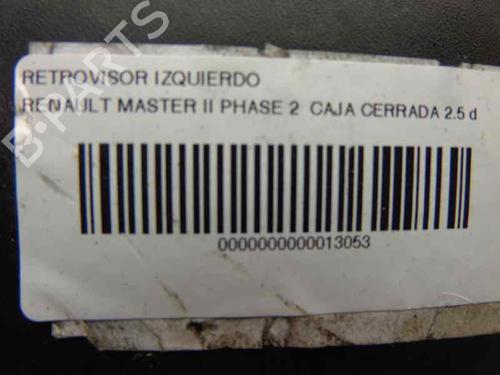 RETROVISOR IZQUIERDO
RENAULT MASTER II PHASE 2 CAJA CERRADA 2.5 d
0000000000013053
B-PARTS